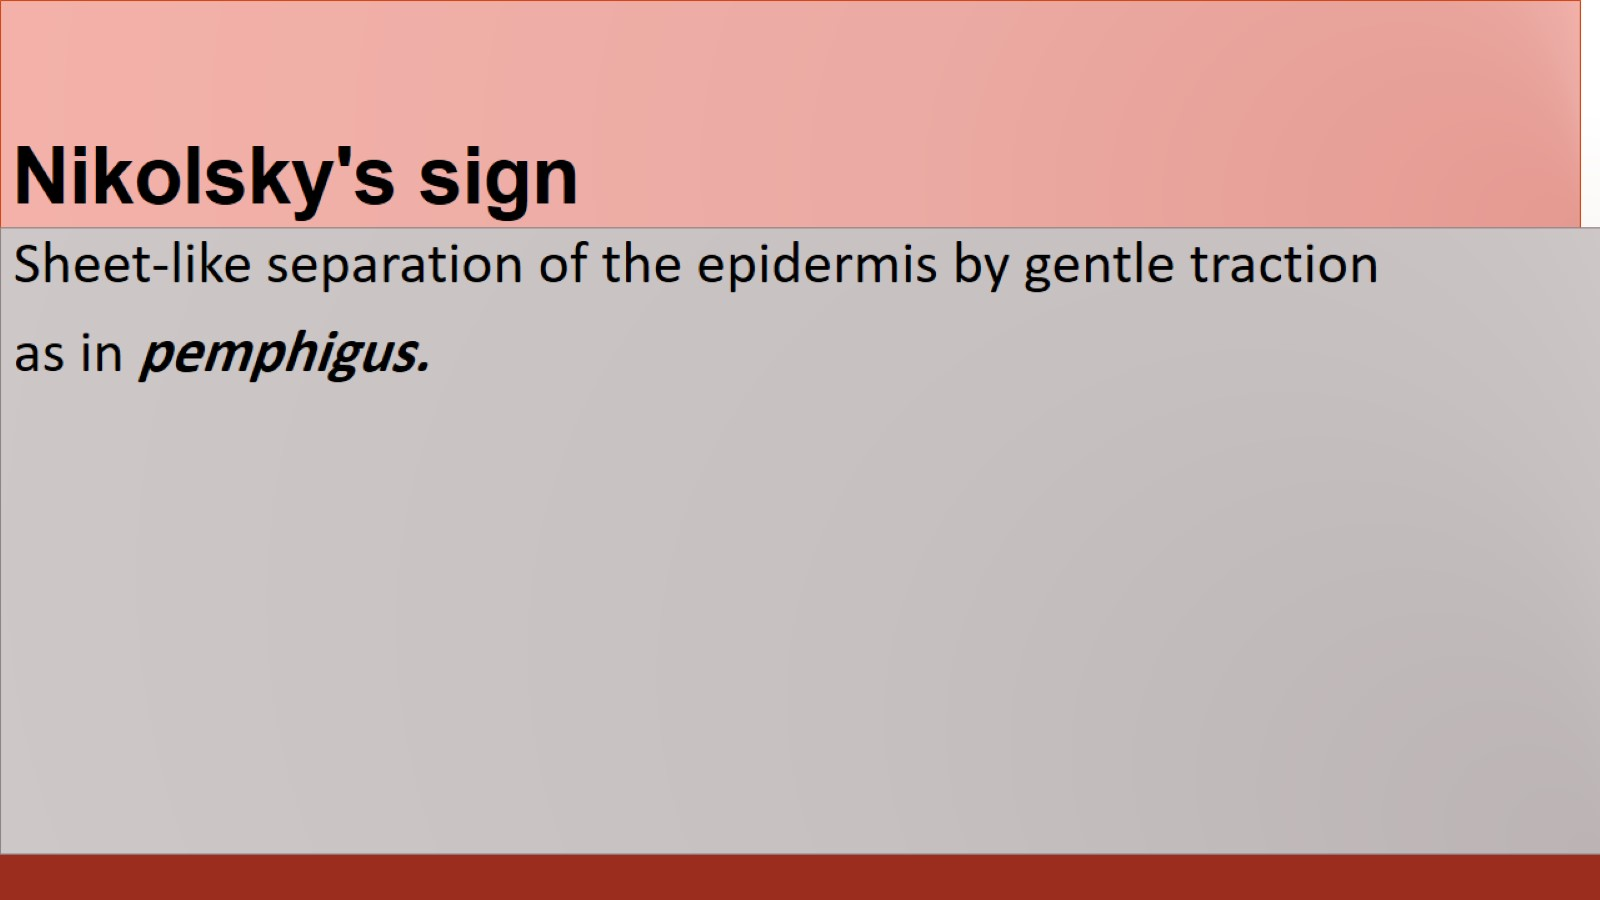 Nikolsky's sign
Sheet-like separation of the epidermis by gentle traction
as in pemphigus.